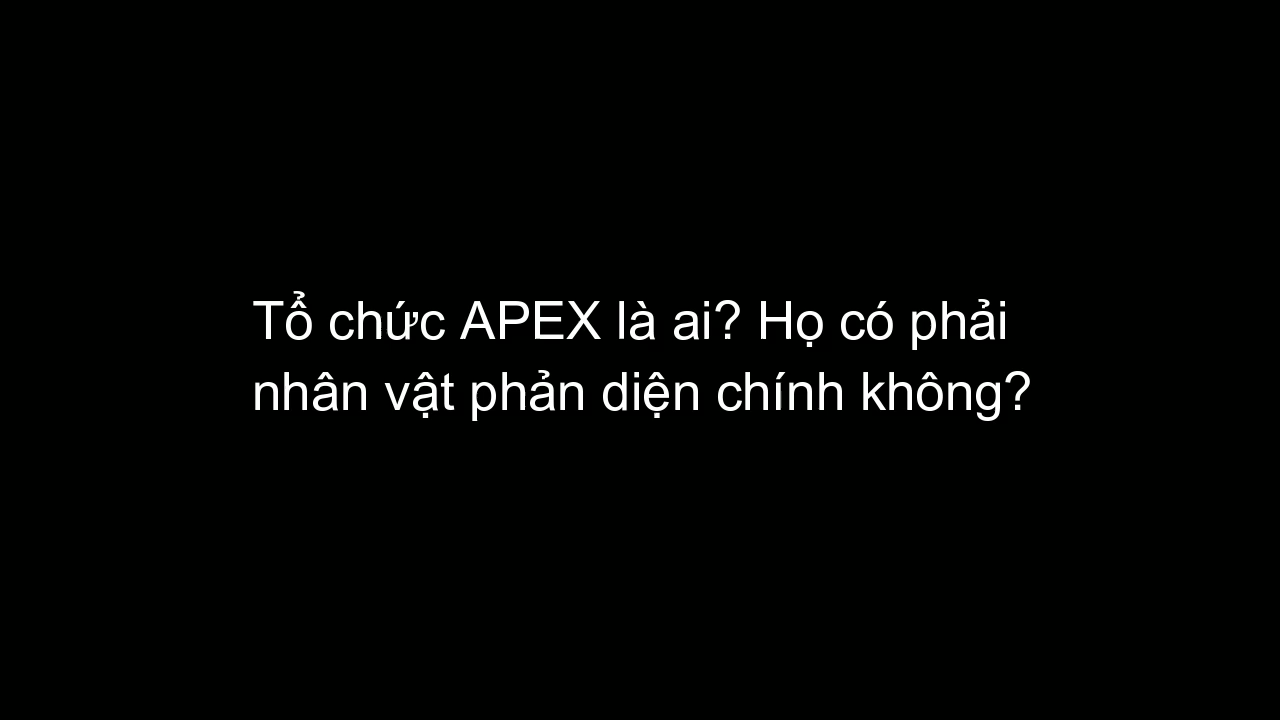 Tổ chức APEX là ai? Họ có phải
nhân vật phản diện chính không?